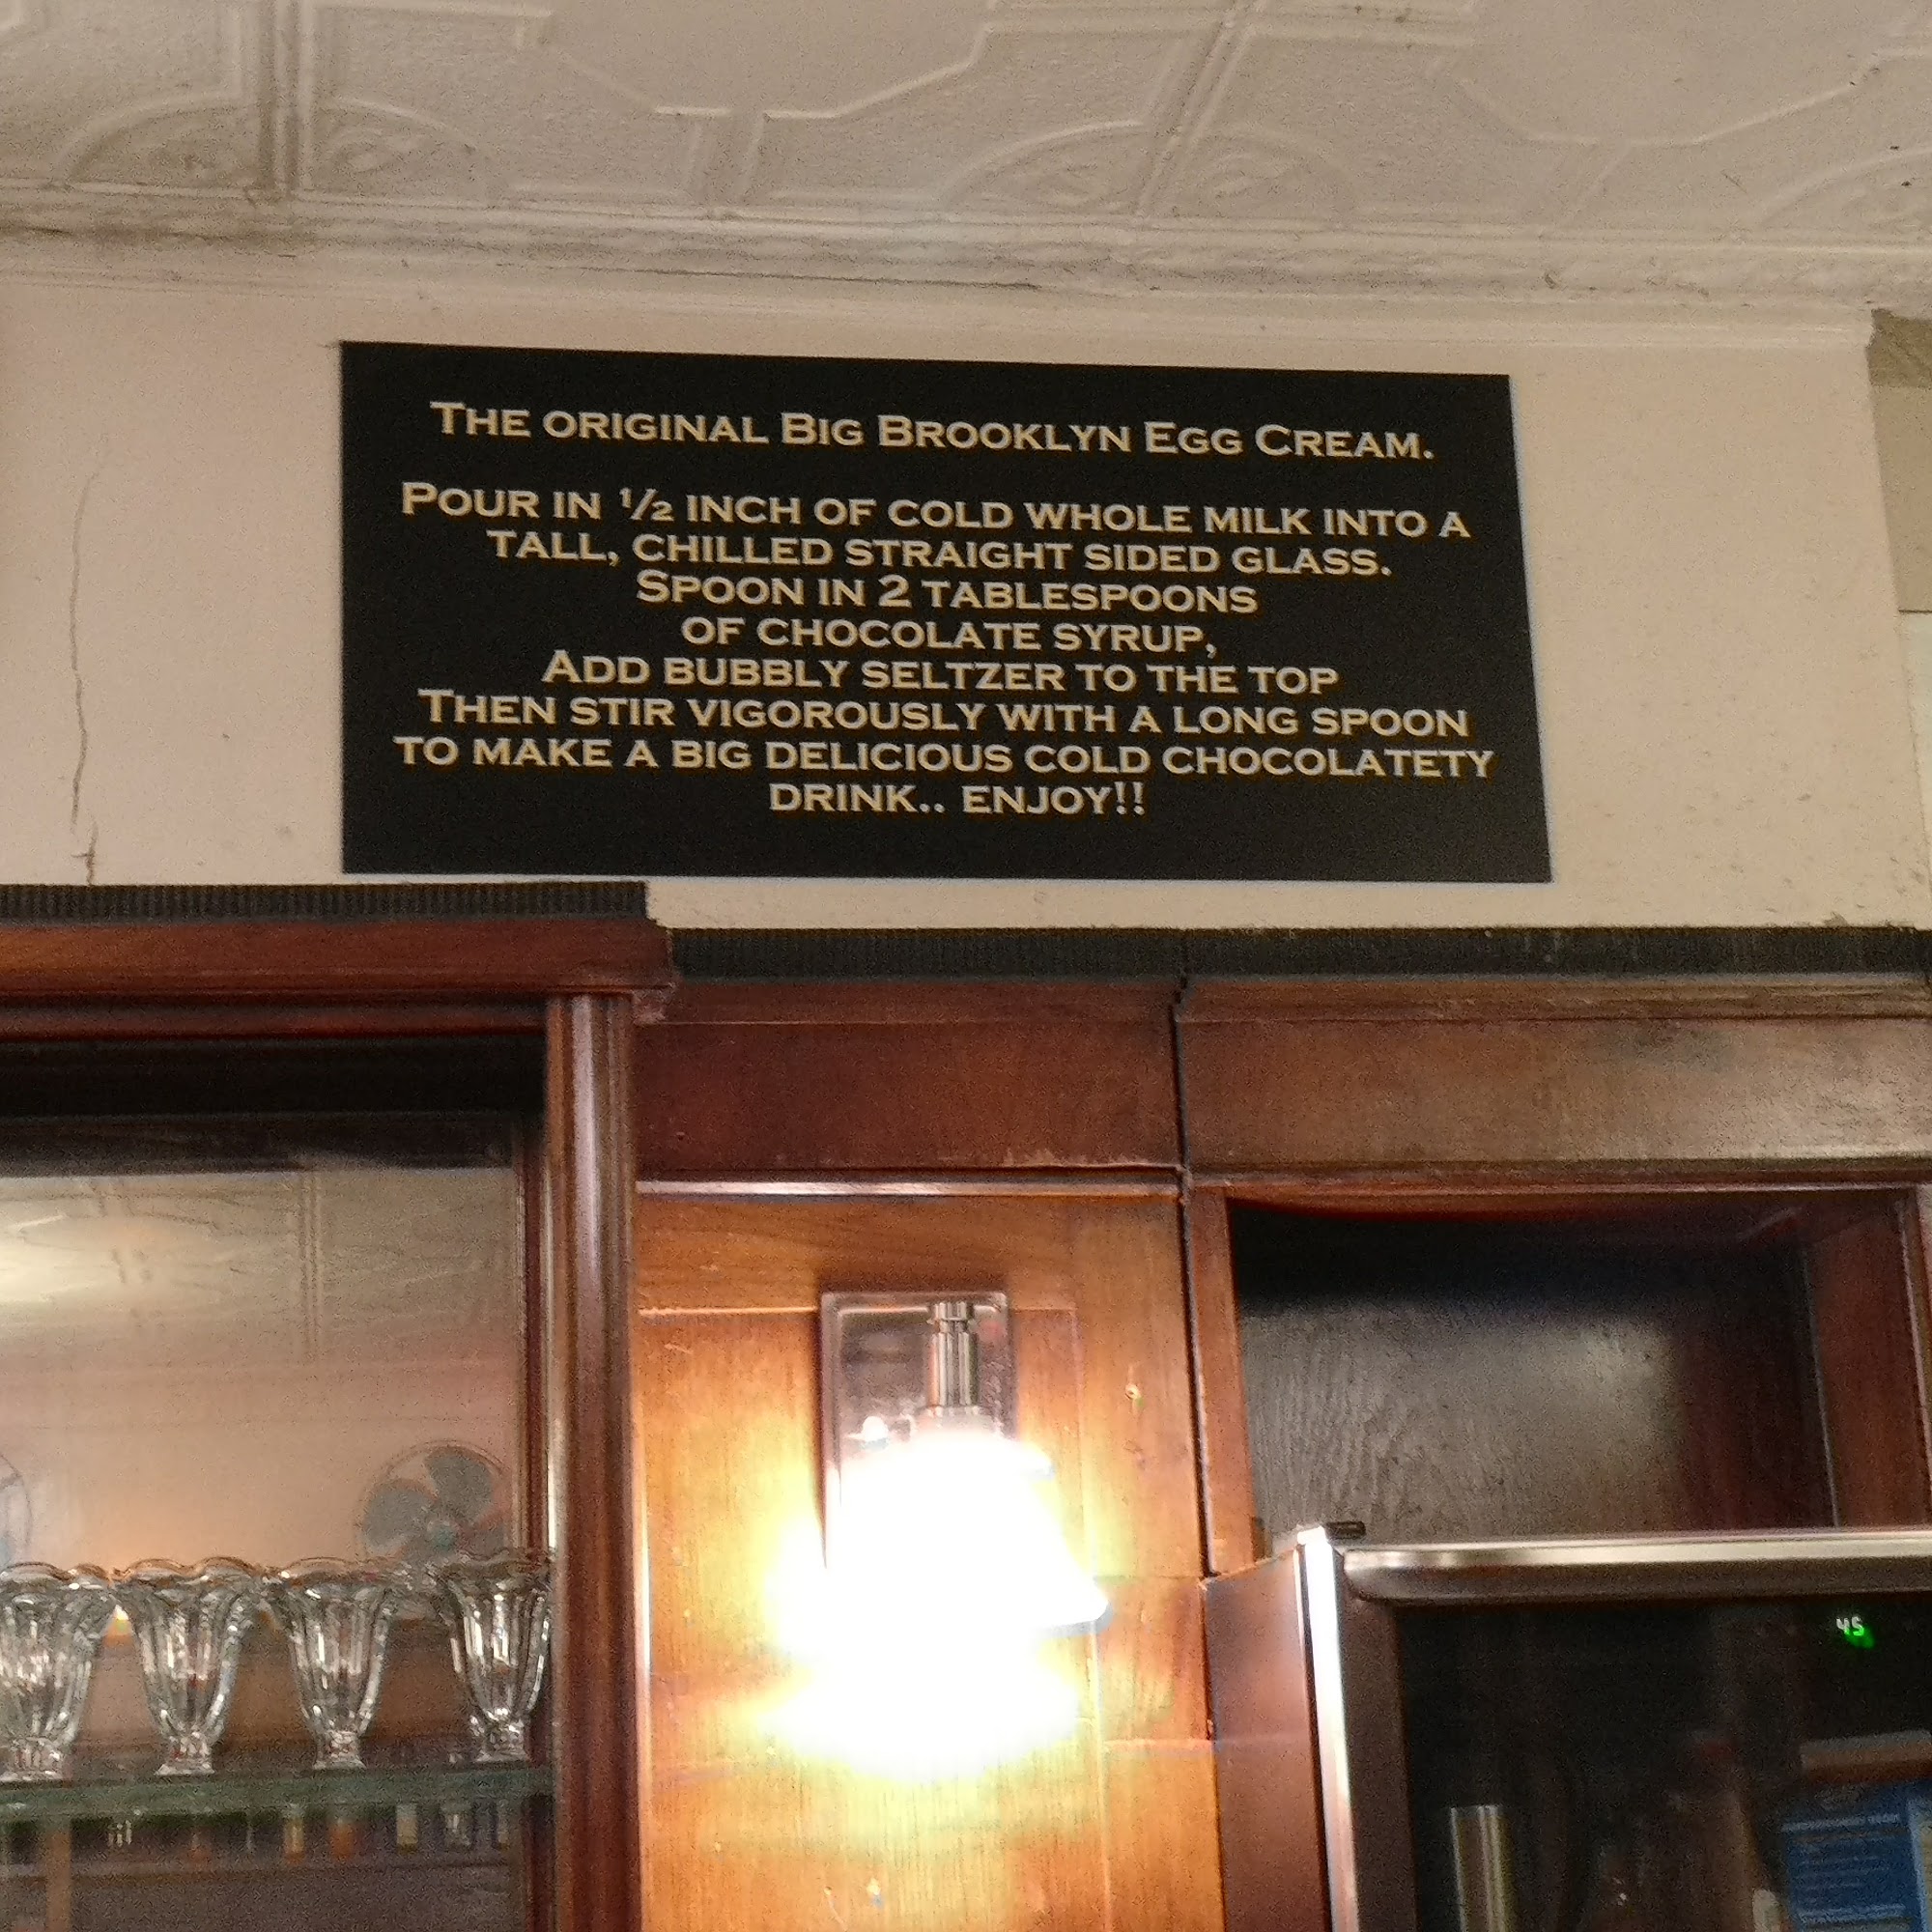 The original Big Brooklyn Egg Cream.
Pour in ½ inch of cold whole milk into a
tall, chilled straight sided glass.
Spoon in 2 tablespoons
of chocolate syrup,
Add bubbly seltzer to the top
Then stir vigorously with a long spoon
to make a big delicious cold chocolatety
drink.. enjoy!!
45